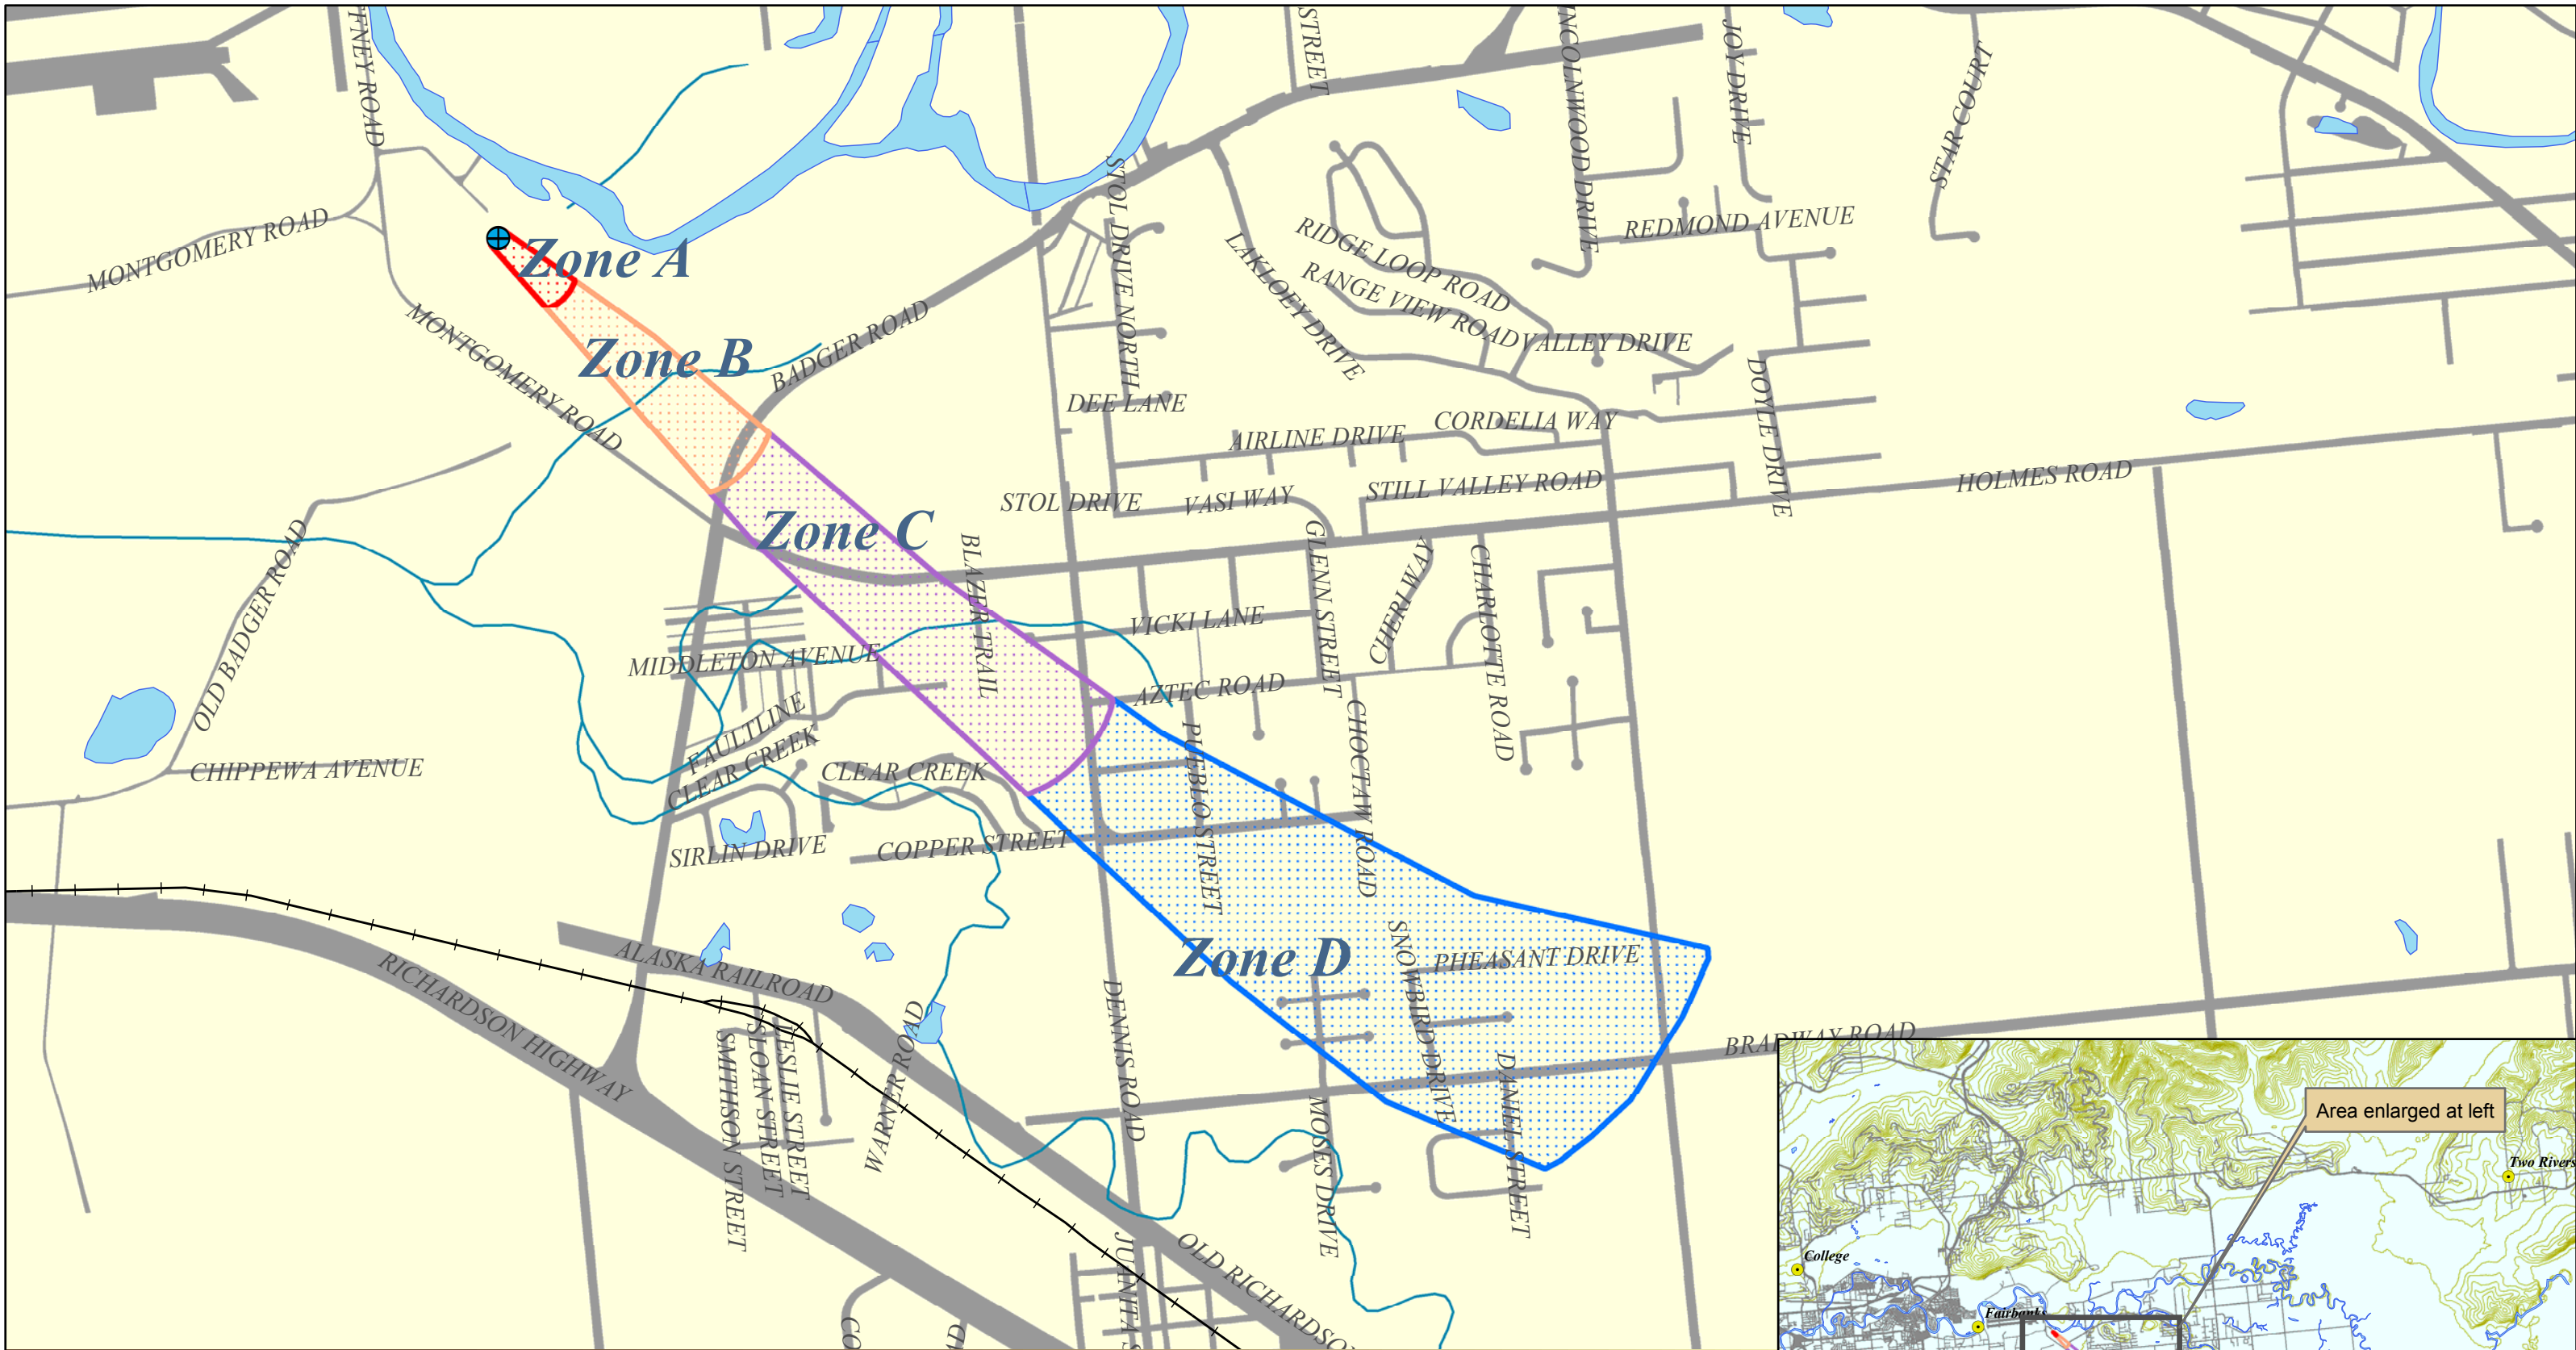 STREET
JOY DRIVE
STAR COURT
MONTGOMERY ROAD
Zone A
STOL DRIVE NORTH
REDMOND AVENUE
RIDGE LOOP ROAD
RANGE VIEW ROAD
LAKLOEY DRIVE
VALLEY DRIVE
MONTGOMERY ROAD
Zone B
BADGER ROAD
DEE LANE
DOYLE DRIVE
AIRLINE DRIVE
CORDELIA WAY
STOL DRIVE
VASI WAY
STILL VALLEY ROAD
HOLMES ROAD
Zone C
OLD BADGER ROAD
BLAZER TRAIL
GLENN STREET
CHERI WAY
CHARLOTTE ROAD
VICKI LANE
MIDDLETON AVENUE
AZTEC ROAD
FAULTLINE
CLEAR CREEK
CLEAR CREEK
PUEBLO STREET
CHOCTAW ROAD
CHIPPEWA AVENUE
SIRLIN DRIVE
COPPER STREET
ALASKA RAILROAD
RICHARDSON HIGHWAY
Zone D
SNOWBIRD DRIVE
PHEASANT DRIVE
DENNIS ROAD
WARNER ROAD
SMITHSON STREET
SLOAN STREET
LESLIE STREET
BRADWAY ROAD
MOSES DRIVE
DANIEL STREET
OLD RICHARDSON
Area enlarged at left
Two Rivers
College
Fairbanks